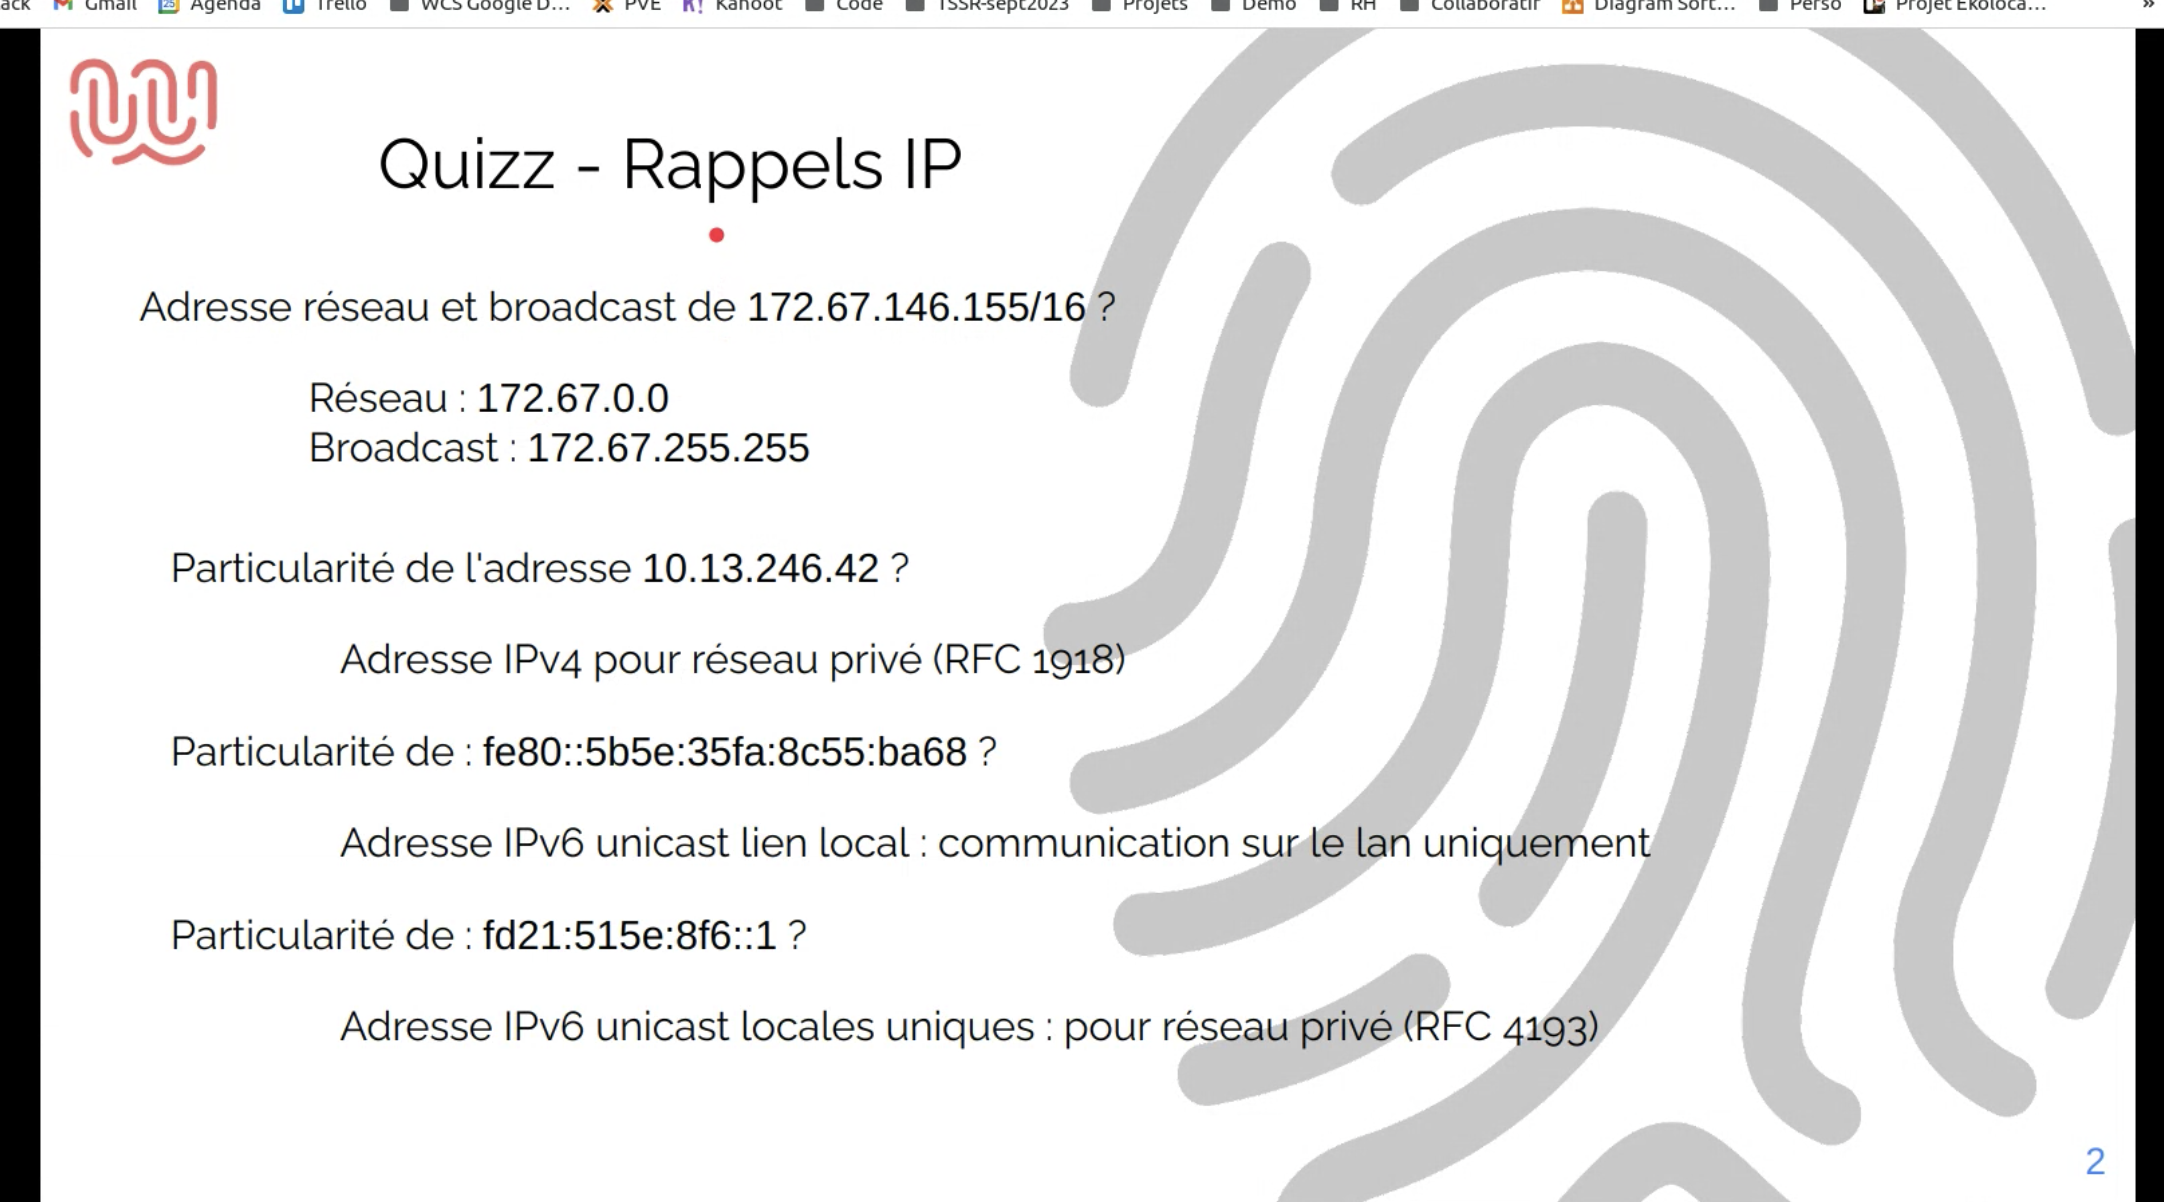 ack Gmail Agenda Trello WCS Google D... PVE Kahoot Code TSSR-sept2023 Projets Démo RH Collaboratif Diagram Sort... Perso Projet Ekoloca... »
Quizz - Rappels IP
Adresse réseau et broadcast de 172.67.146.155/16 ?
Réseau : 172.67.0.0
Broadcast : 172.67.255.255
Particularité de l'adresse 10.13.246.42 ?
Adresse IPv4 pour réseau privé (RFC 1918)
Particularité de : fe80::5b5e:35fa:8c55:ba68 ?
Adresse IPv6 unicast lien local : communication sur le lan uniquement
Particularité de : fd21:515e:8f6::1 ?
Adresse IPv6 unicast locales uniques : pour réseau privé (RFC 4193)
2